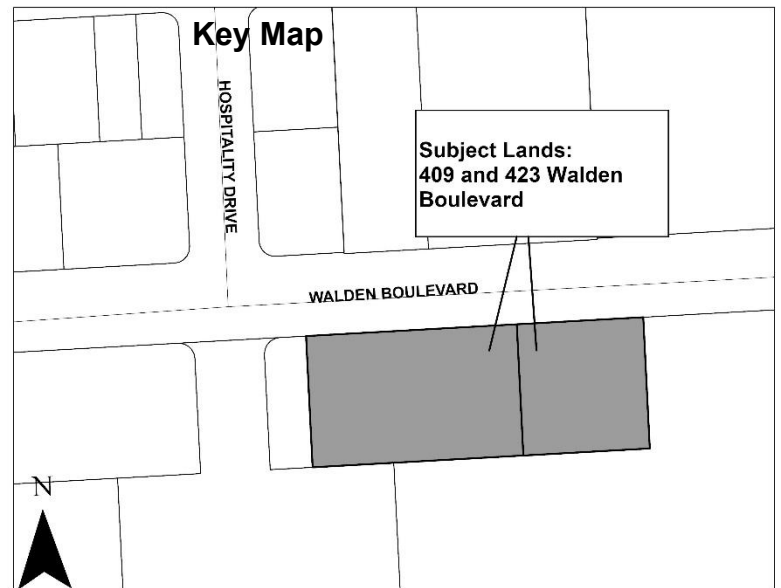 Key Map
HOSPITALITY DRIVE
Subject Lands:
409 and 423 Walden
Boulevard
WALDEN BOULEVARD
N